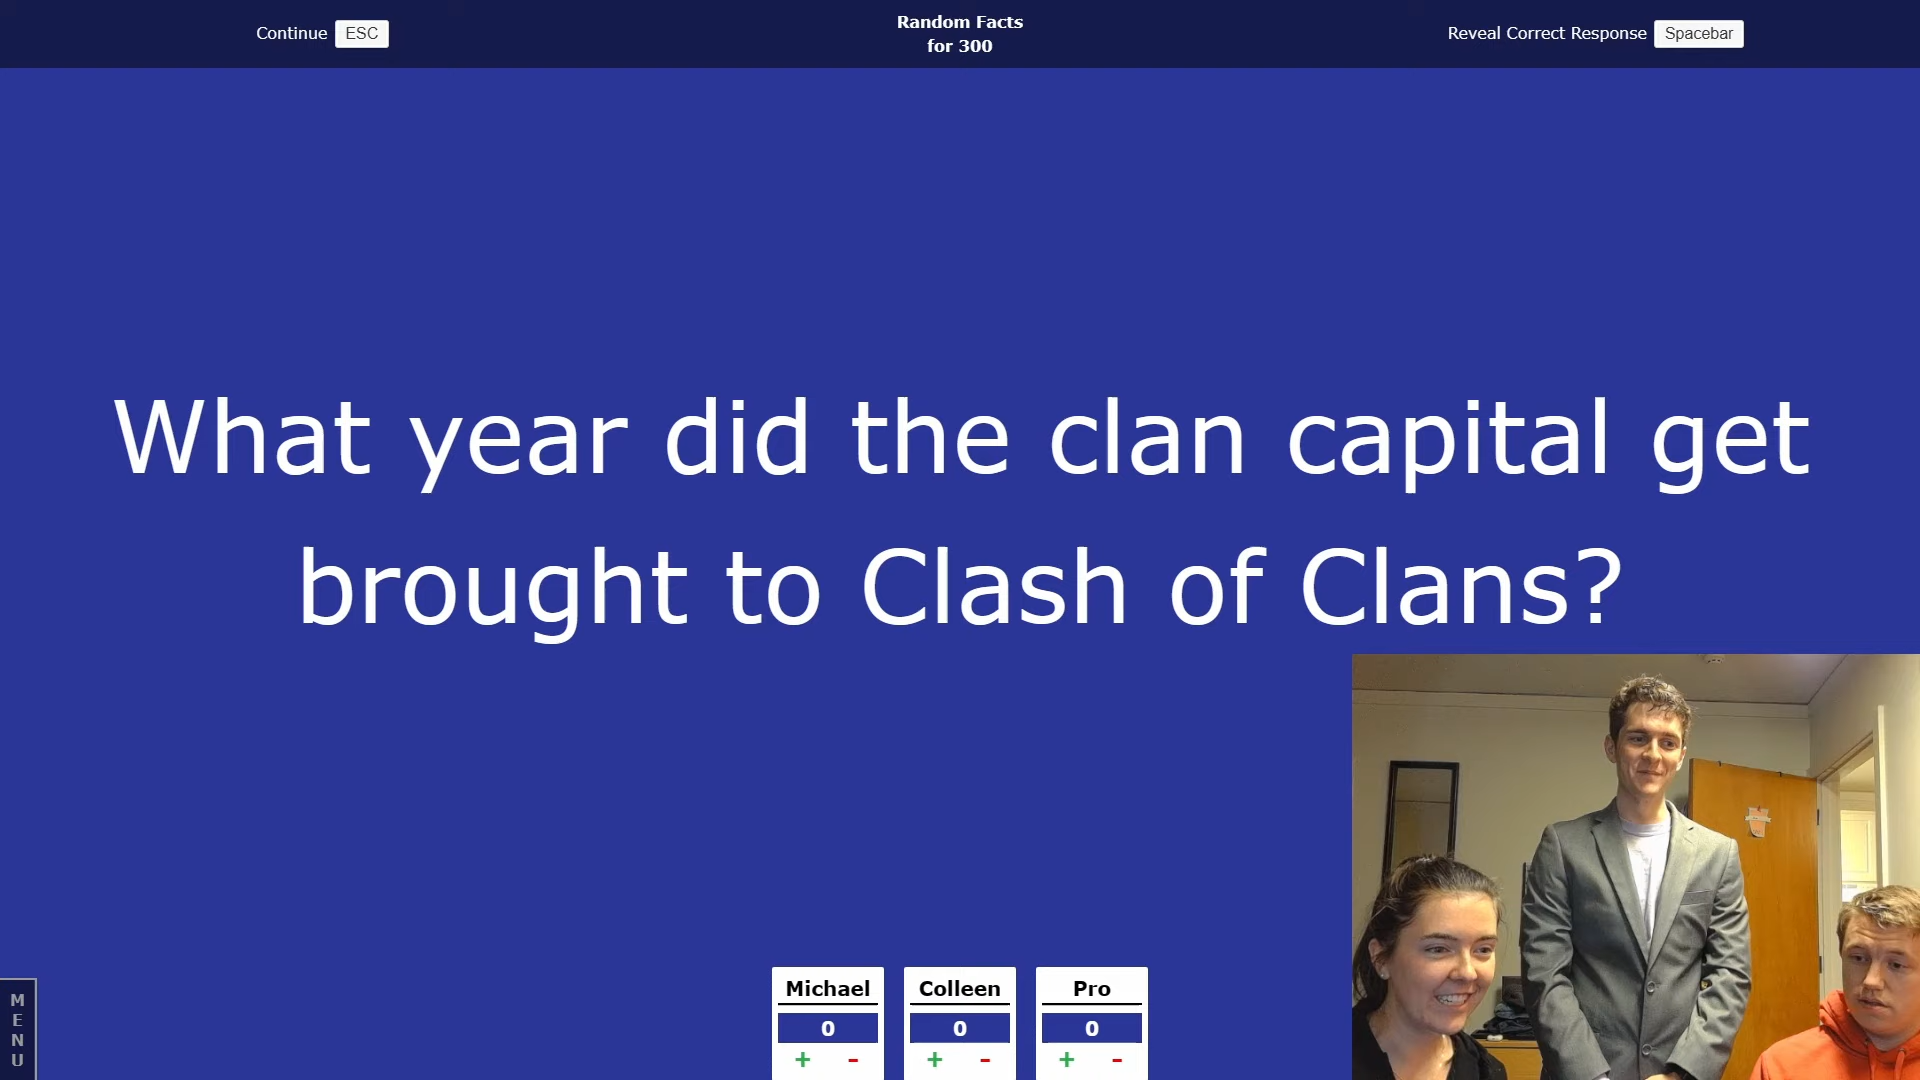 Continue ESC
Random Facts
for 300
Reveal Correct Response Spacebar
What year did the clan capital get
brought to Clash of Clans?
MENU
Michael Colleen Pro
0 0 0
+ - + - + -